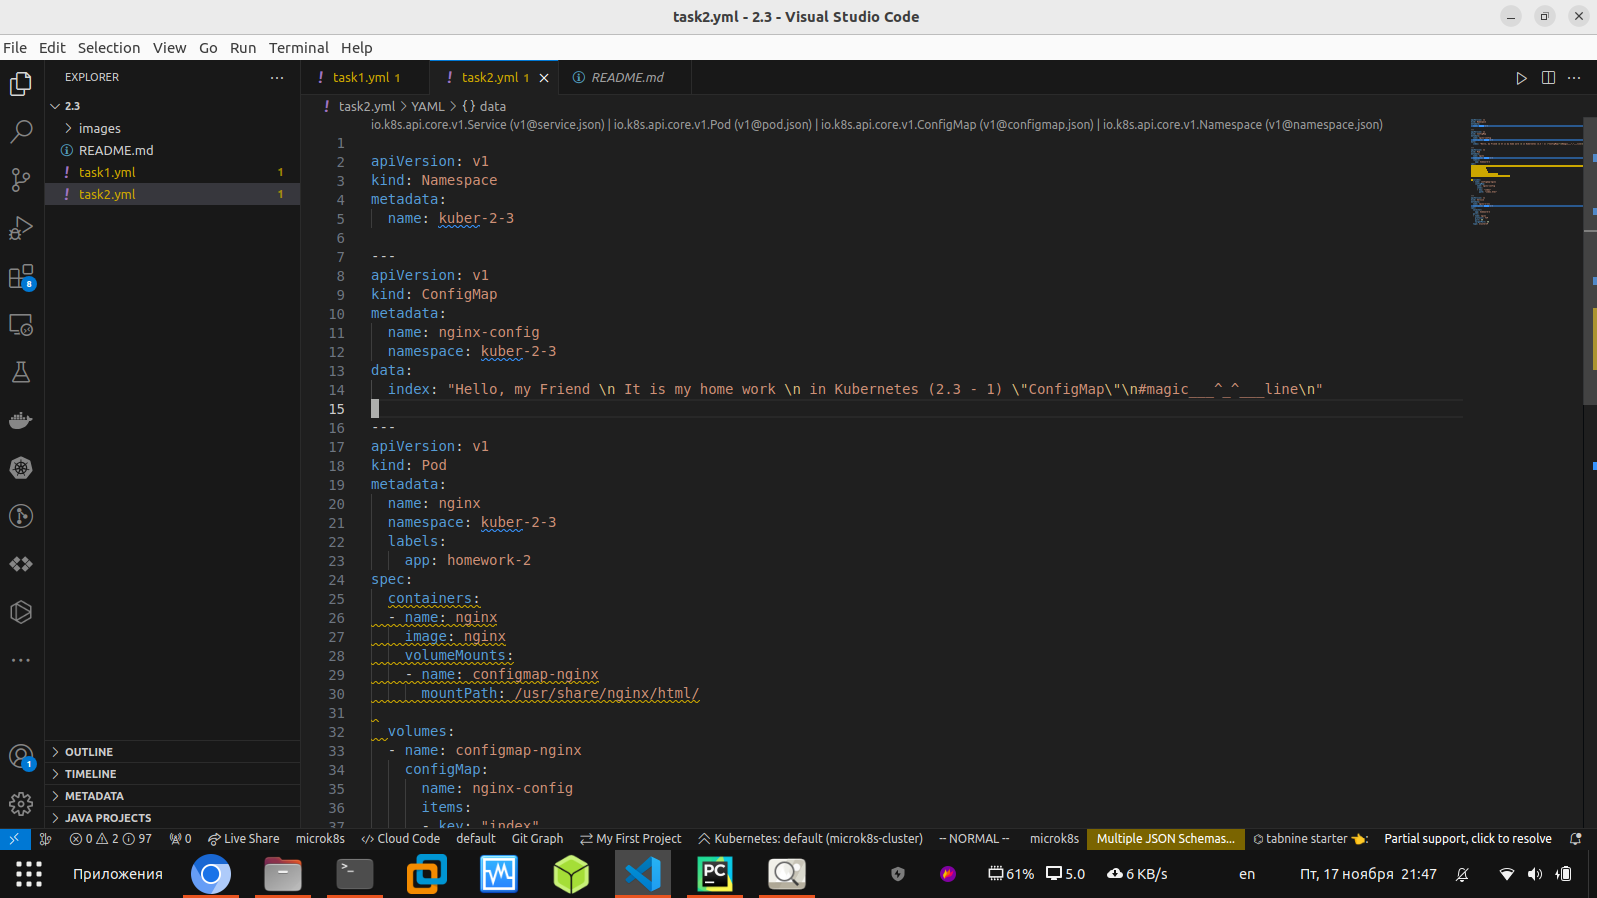 task2.yml - 2.3 - Visual Studio Code
File Edit Selection View Go Run Terminal Help
EXPLORER
2.3
images
README.md
task1.yml 1
task2.yml 1
OUTLINE
TIMELINE
METADATA
JAVA PROJECTS
8
1
task1.yml 1
task2.yml 1
README.md
task2.yml > YAML > {} data
io.k8s.api.core.v1.Service (v1@service.json) | io.k8s.api.core.v1.Pod (v1@pod.json) | io.k8s.api.core.v1.ConfigMap (v1@configmap.json) | io.k8s.api.core.v1.Namespace (v1@namespace.json)
1
2 apiVersion: v1
3 kind: Namespace
4 metadata:
5   name: kuber-2-3
6
7 ---
8 apiVersion: v1
9 kind: ConfigMap
10 metadata:
11   name: nginx-config
12   namespace: kuber-2-3
13 data:
14   index: "Hello, my Friend \n It is my home work \n in Kubernetes (2.3 - 1) \"ConfigMap\"\n#magic___^_^___line\n"
15
16 ---
17 apiVersion: v1
18 kind: Pod
19 metadata:
20   name: nginx
21   namespace: kuber-2-3
22   labels:
23     app: homework-2
24 spec:
25   containers:
26   - name: nginx
27     image: nginx
28     volumeMounts:
29     - name: configmap-nginx
30       mountPath: /usr/share/nginx/html/
31
32   volumes:
33   - name: configmap-nginx
34     configMap:
35       name: nginx-config
36       items:
37       - key: "index"
0 2 97 0 Live Share microk8s Cloud Code default Git Graph My First Project Kubernetes: default (microk8s-cluster) -- NORMAL -- microk8s Multiple JSON Schemas... tabnine starter Partial support, click to resolve
Приложения PC 61% 5.0 6 KB/s en Пт, 17 ноября 21:47